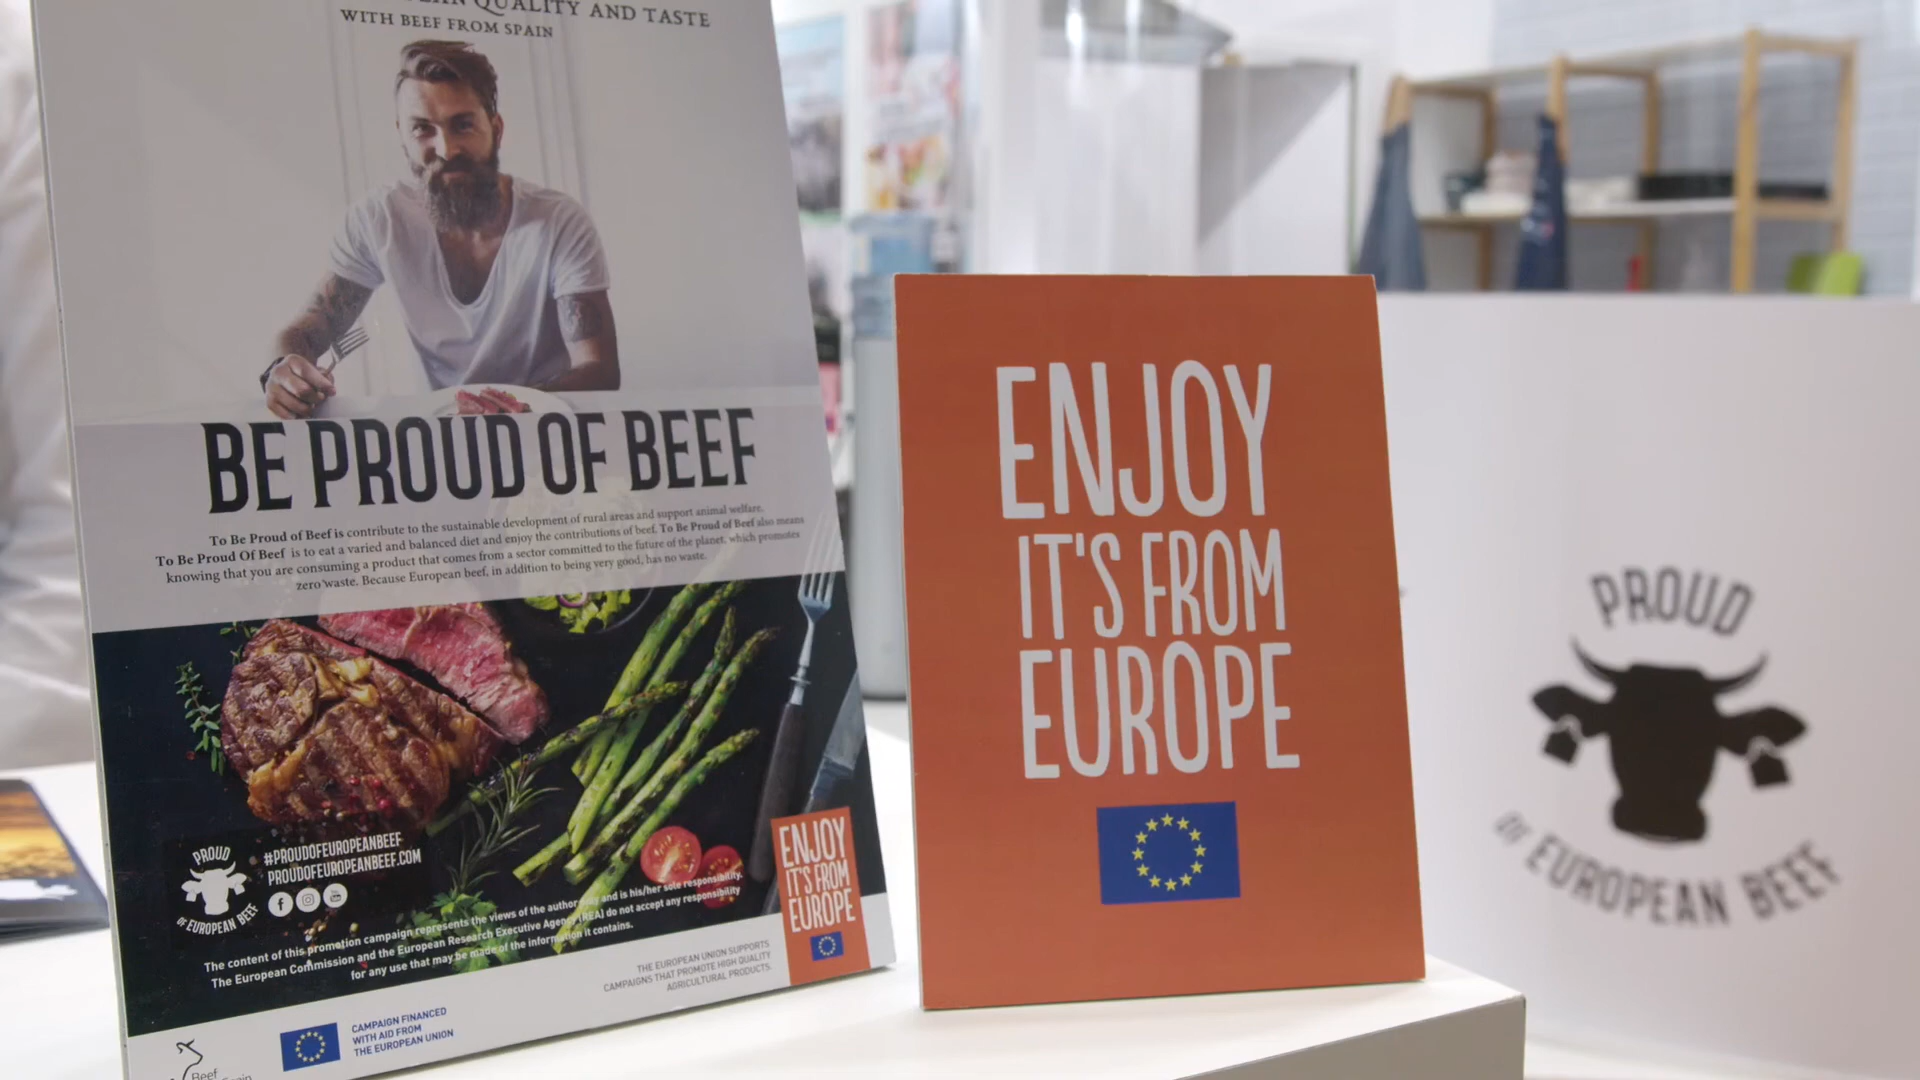 QUALITY AND TASTE
WITH BEEF FROM SPAIN
BE PROUD OF BEEF
To Be Proud of Beef is contribute to the sustainable development of rural areas and support animal welfare.
To Be Proud Of Beef is to eat a varied and balanced diet and enjoy the contributions of beef. To Be Proud of Beef also means
knowing that you are consuming a product that comes from a sector committed to the future of the planet, which promotes
zero waste. Because European beef, in addition to being very good, has no waste.
PROUD
OF EUROPEAN BEEF
#PROUDOFEUROPEANBEEF
PROUDOFEUROPEANBEEF.COM
The content of this promotion campaign represents the views of the author only and is his/her sole responsibility.
The European Commission and the European Research Executive Agency (REA) do not accept any responsibility
for any use that may be made of the information it contains.
ENJOY
IT'S FROM
EUROPE
THE EUROPEAN UNION SUPPORTS
CAMPAIGNS THAT PROMOTE HIGH QUALITY
AGRICULTURAL PRODUCTS.
CAMPAIGN FINANCED
WITH AID FROM
THE EUROPEAN UNION
Beef
ENJOY
IT'S FROM
EUROPE
PROUD
OF EUROPEAN BEEF